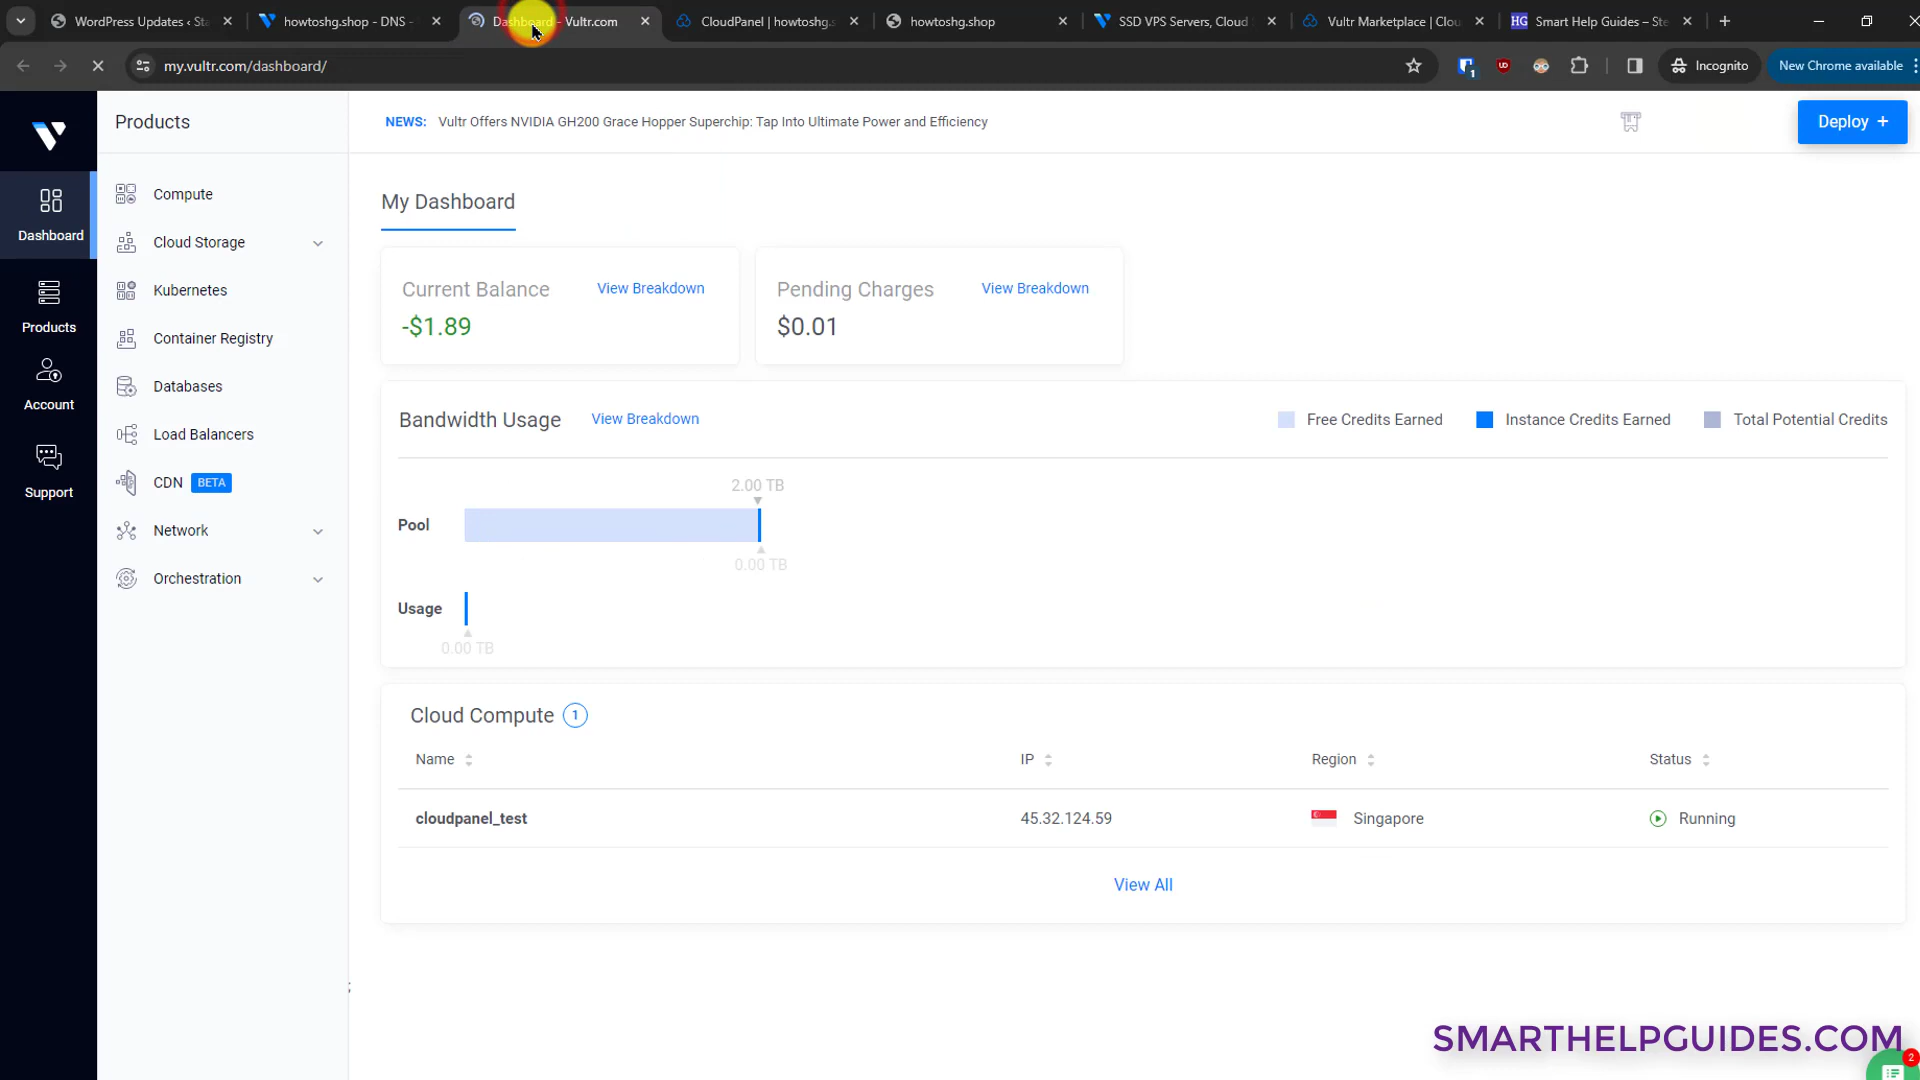 WordPress Updates ‹ Sta
howtoshg.shop - DNS -
Dashboard - Vultr.com
CloudPanel | howtoshg.s
howtoshg.shop
SSD VPS Servers, Cloud S
Vultr Marketplace | Clou
HG Smart Help Guides – Ste
my.vultr.com/dashboard/
1
Incognito
New Chrome available
Products
NEWS: Vultr Offers NVIDIA GH200 Grace Hopper Superchip: Tap Into Ultimate Power and Efficiency
Deploy +
Dashboard
Products
Account
Support
Compute
Cloud Storage
Kubernetes
Container Registry
Databases
Load Balancers
CDN BETA
Network
Orchestration
My Dashboard
Current Balance View Breakdown
-$1.89
Pending Charges View Breakdown
$0.01
Bandwidth Usage View Breakdown
Free Credits Earned
Instance Credits Earned
Total Potential Credits
2.00 TB
Pool
0.00 TB
Usage
0.00 TB
Cloud Compute 1
Name IP Region Status
cloudpanel_test 45.32.124.59 Singapore Running
View All
;
SMARTHELPGUIDES.COM
2